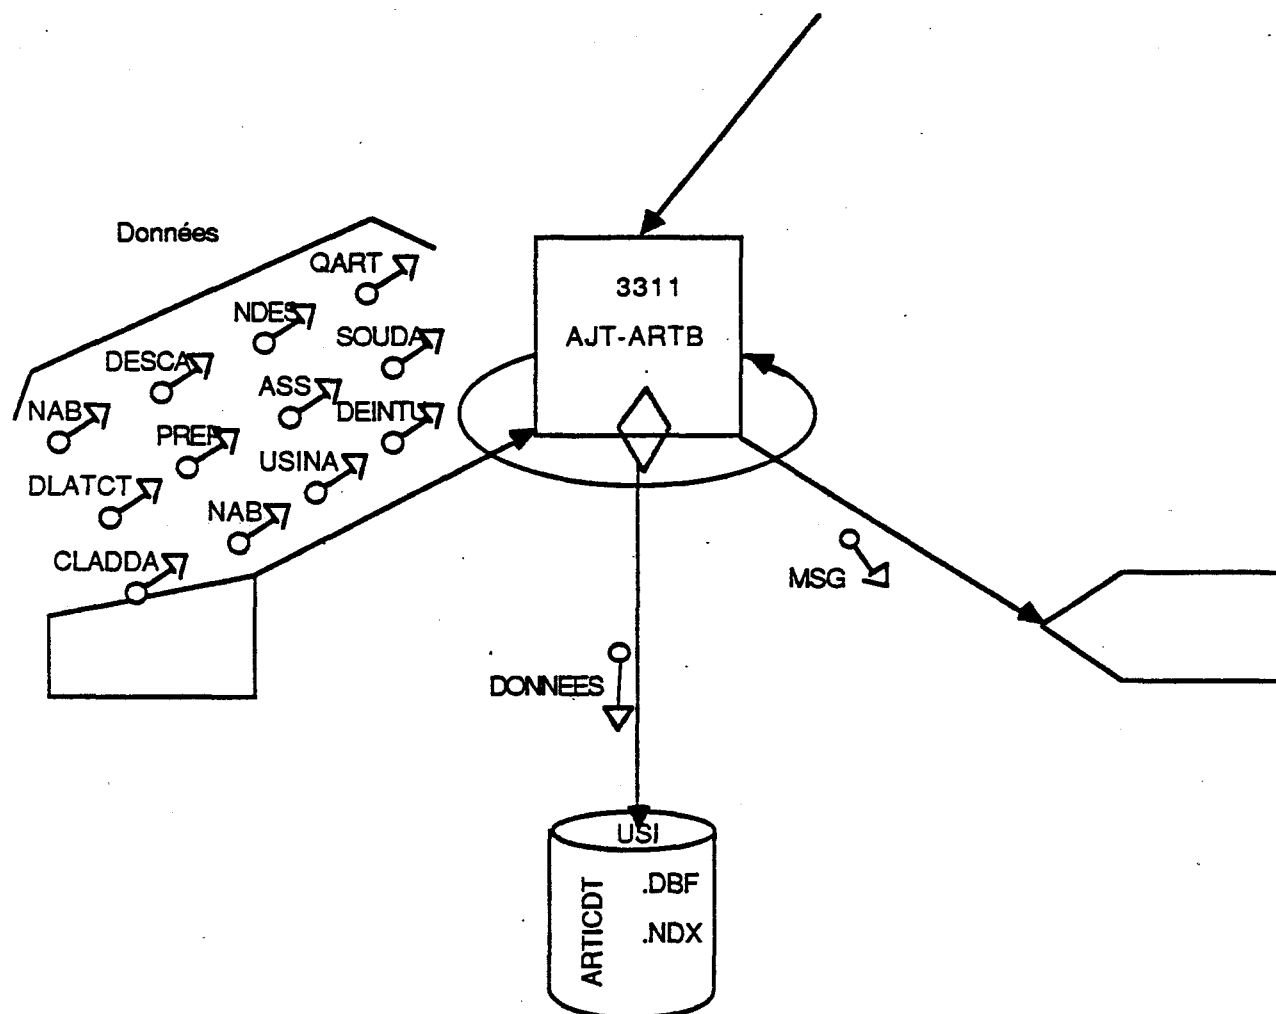 Données
QART
NDES
SOUDA
DESCA
ASS
DEINTU
NAB
PREP
USINA
DLATCT
NAB
CLADDA
3311
AJT-ARTB
MSG
DONNEES
USI
ARTICDT
.DBF
.NDX